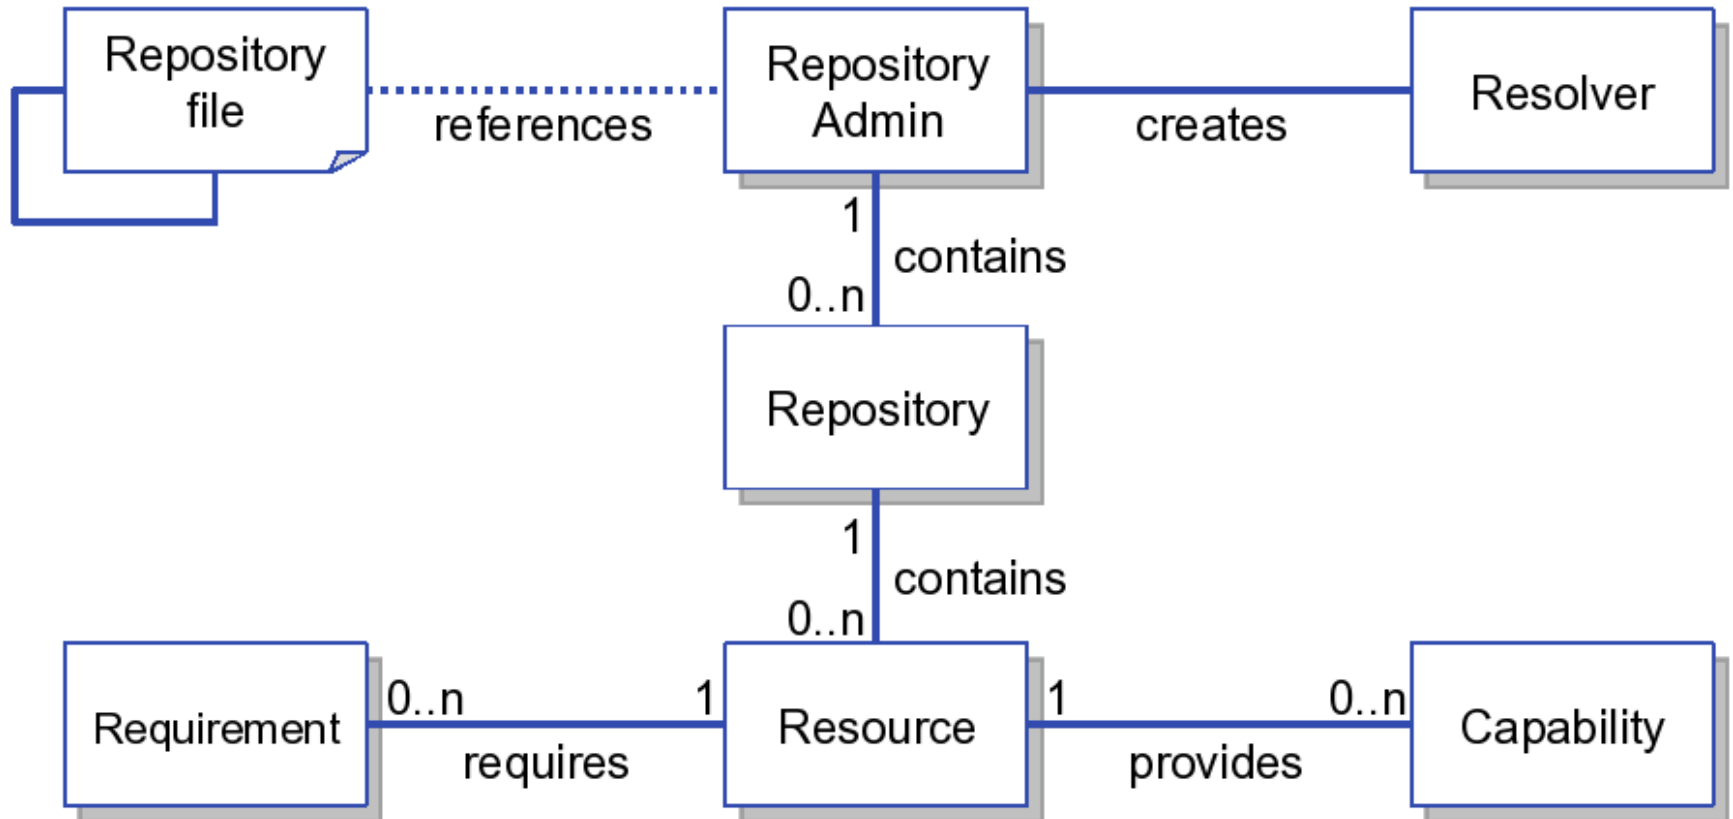 Repository
file
references
Repository
Admin
creates
Resolver
1
contains
0..n
Repository
1
contains
0..n
Requirement
0..n
requires
1
Resource
1
provides
0..n
Capability